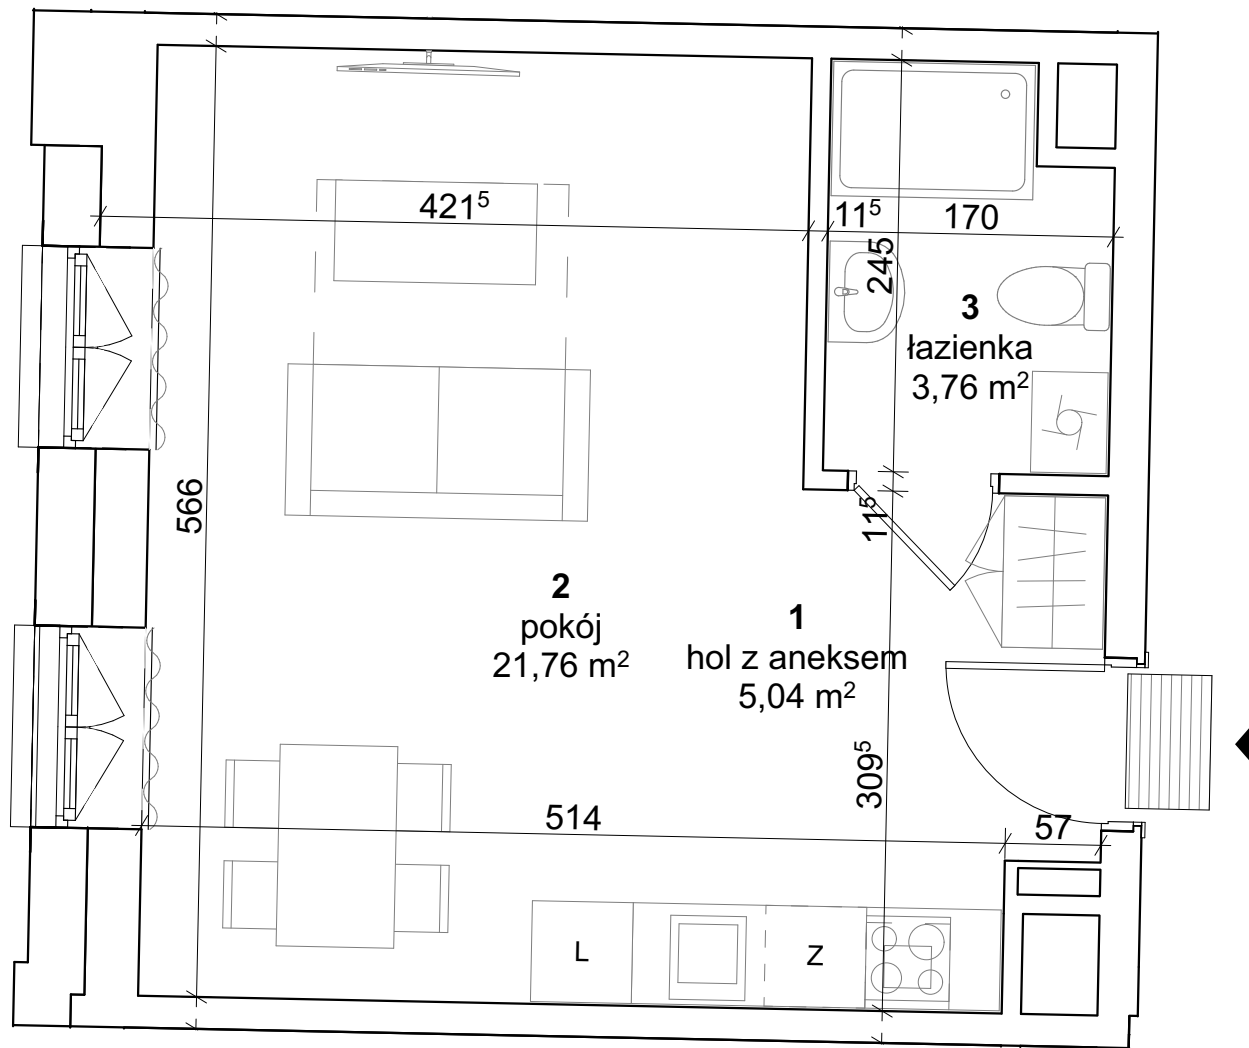 421⁵
11⁵
170
245
3
łazienka
3,76 m²
566
11⁵
2
pokój
21,76 m²
1
hol z aneksem
5,04 m²
309⁵
514
57
L
Z